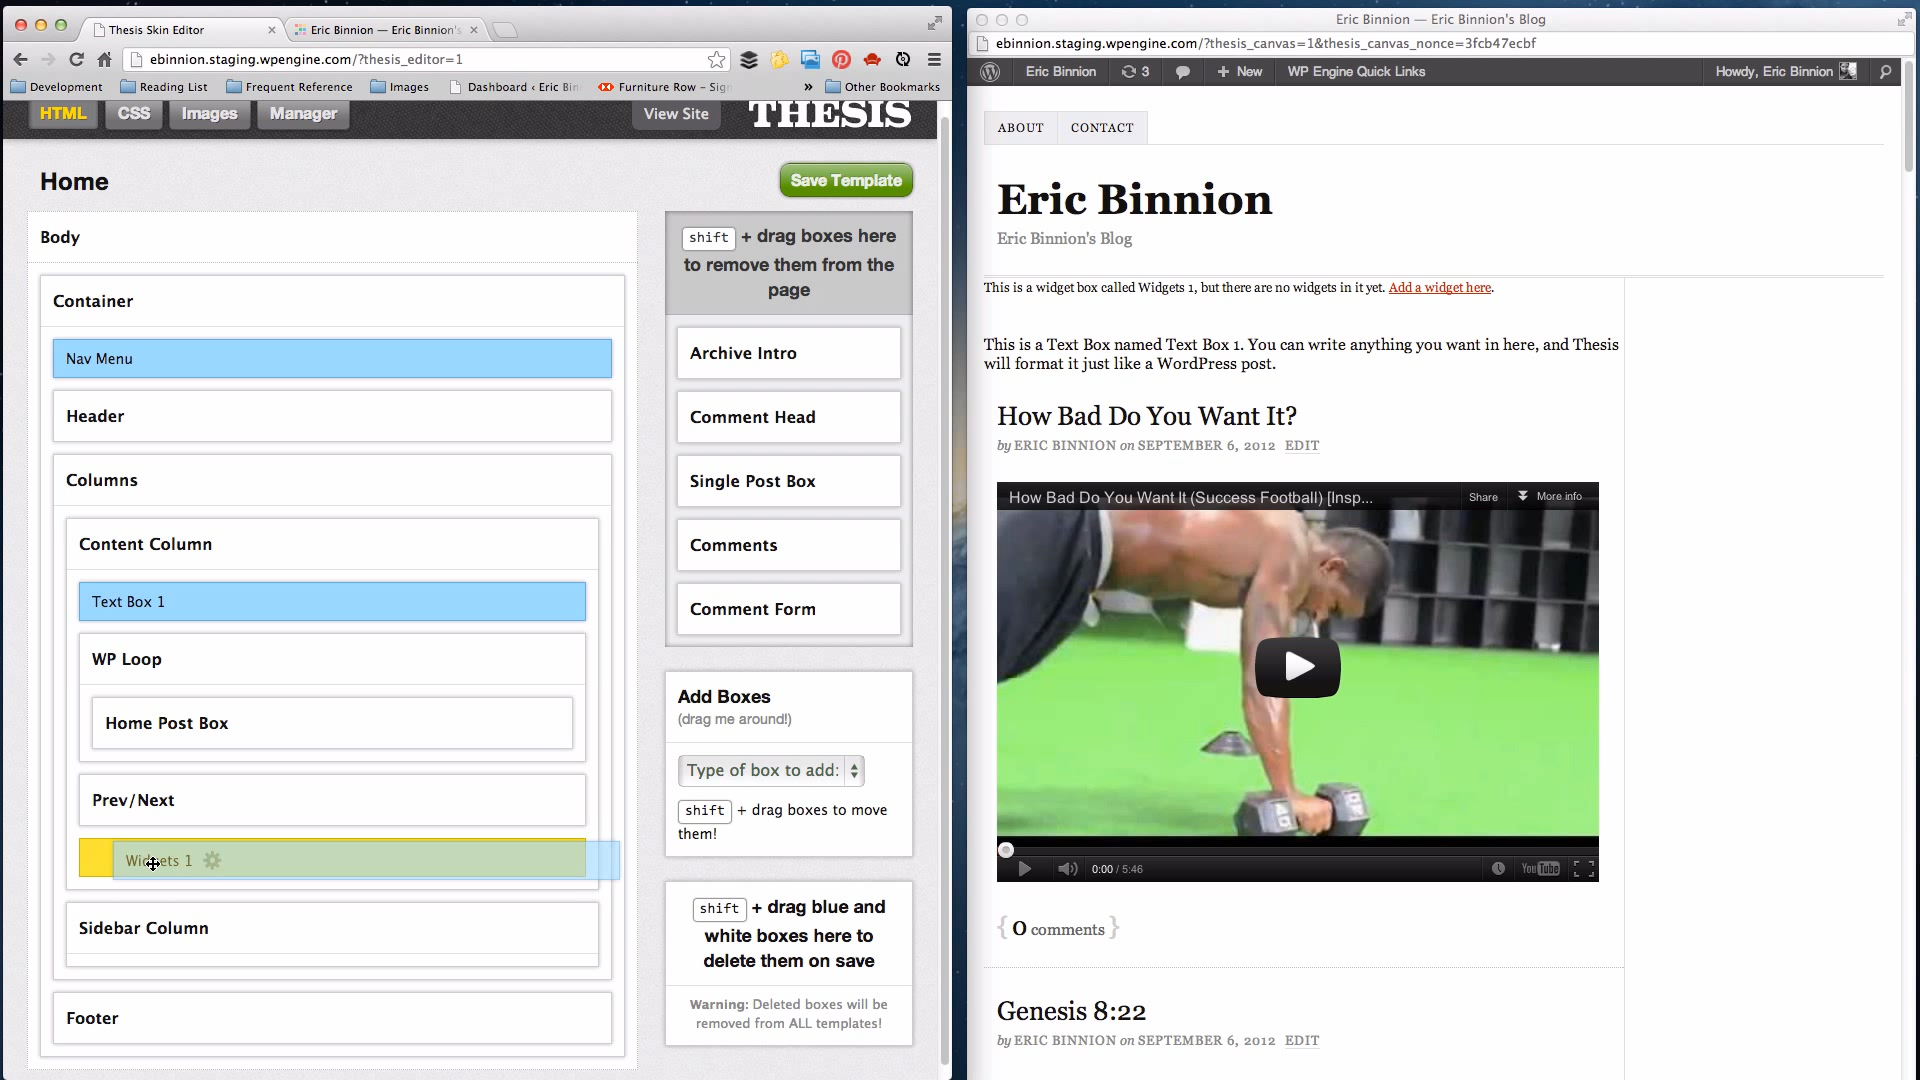 Thesis Skin Editor
Eric Binnion — Eric Binnion's
ebinnion.staging.wpengine.com/?thesis_editor=1
Development
Reading List
Frequent Reference
Images
Dashboard ‹ Eric Bin
Furniture Row – Sig
»
Other Bookmarks
HTML
CSS
Images
Manager
View Site
THESIS
Home
Save Template
Body
Container
Nav Menu
Header
Columns
Content Column
Text Box 1
WP Loop
Home Post Box
Prev/Next
Widgets 1
Sidebar Column
Footer
shift + drag boxes here
to remove them from the
page
Archive Intro
Comment Head
Single Post Box
Comments
Comment Form
Add Boxes
(drag me around!)
Type of box to add:
shift + drag boxes to move
them!
shift + drag blue and
white boxes here to
delete them on save
Warning: Deleted boxes will be
removed from ALL templates!
Eric Binnion — Eric Binnion's Blog
ebinnion.staging.wpengine.com/?thesis_canvas=1&thesis_canvas_nonce=3fcb47ecbf
Eric Binnion
3
+ New
WP Engine Quick Links
Howdy, Eric Binnion
ABOUT
CONTACT
Eric Binnion
Eric Binnion's Blog
This is a widget box called Widgets 1, but there are no widgets in it yet. Add a widget here.
This is a Text Box named Text Box 1. You can write anything you want in here, and Thesis
will format it just like a WordPress post.
How Bad Do You Want It?
by ERIC BINNION on SEPTEMBER 6, 2012 EDIT
How Bad Do You Want It (Success Football) [Insp...
Share
More info
0:00 / 5:46
YouTube
{ 0 comments }
Genesis 8:22
by ERIC BINNION on SEPTEMBER 6, 2012 EDIT